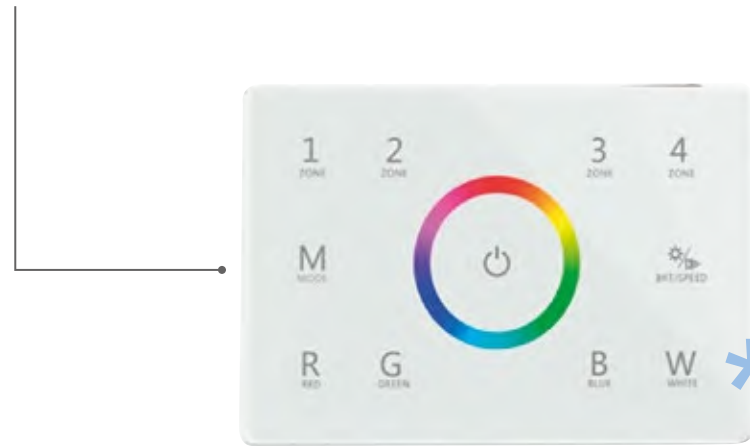 1 2 3 4
ZONE ZONE ZONE ZONE
M
MODE BRT/SPEED
R G B W
RED GREEN BLUE WHITE
*